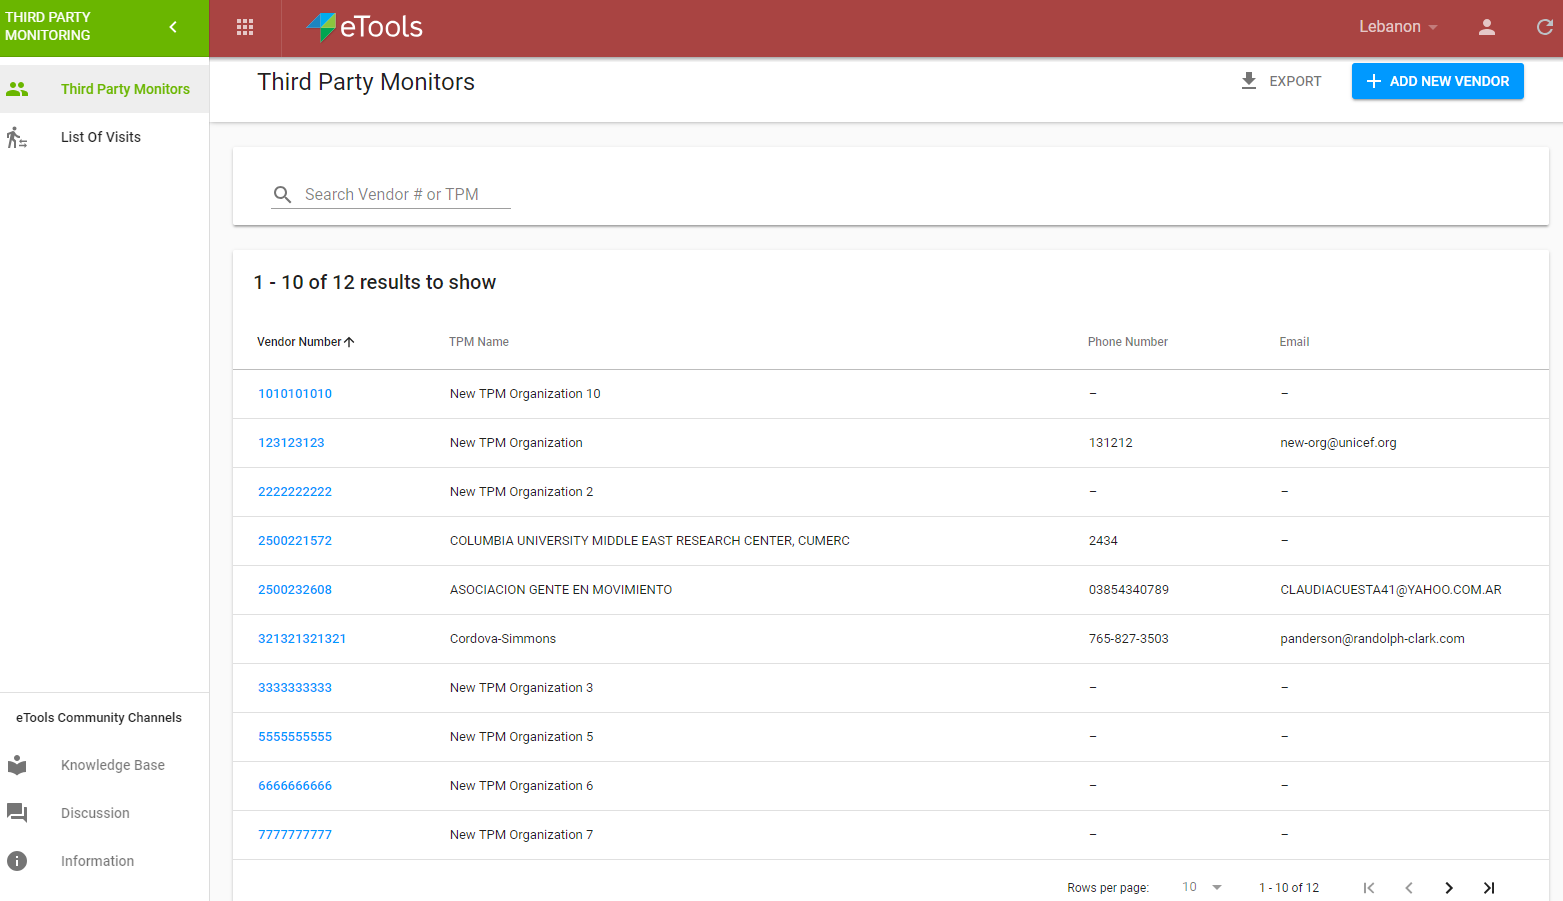 THIRD PARTY
MONITORING
eTools
Lebanon
Third Party Monitors
List Of Visits
Third Party Monitors
EXPORT
ADD NEW VENDOR
Search Vendor # or TPM
1 - 10 of 12 results to show
Vendor Number TPM Name Phone Number Email
1010101010 New TPM Organization 10 – –
123123123 New TPM Organization 131212 new-org@unicef.org
2222222222 New TPM Organization 2 – –
2500221572 COLUMBIA UNIVERSITY MIDDLE EAST RESEARCH CENTER, CUMERC 2434 –
2500232608 ASOCIACION GENTE EN MOVIMIENTO 03854340789 CLAUDIACUESTA41@YAHOO.COM.AR
321321321321 Cordova-Simmons 765-827-3503 panderson@randolph-clark.com
3333333333 New TPM Organization 3 – –
5555555555 New TPM Organization 5 – –
6666666666 New TPM Organization 6 – –
7777777777 New TPM Organization 7 – –
Rows per page: 10 1 - 10 of 12
eTools Community Channels
Knowledge Base
Discussion
Information